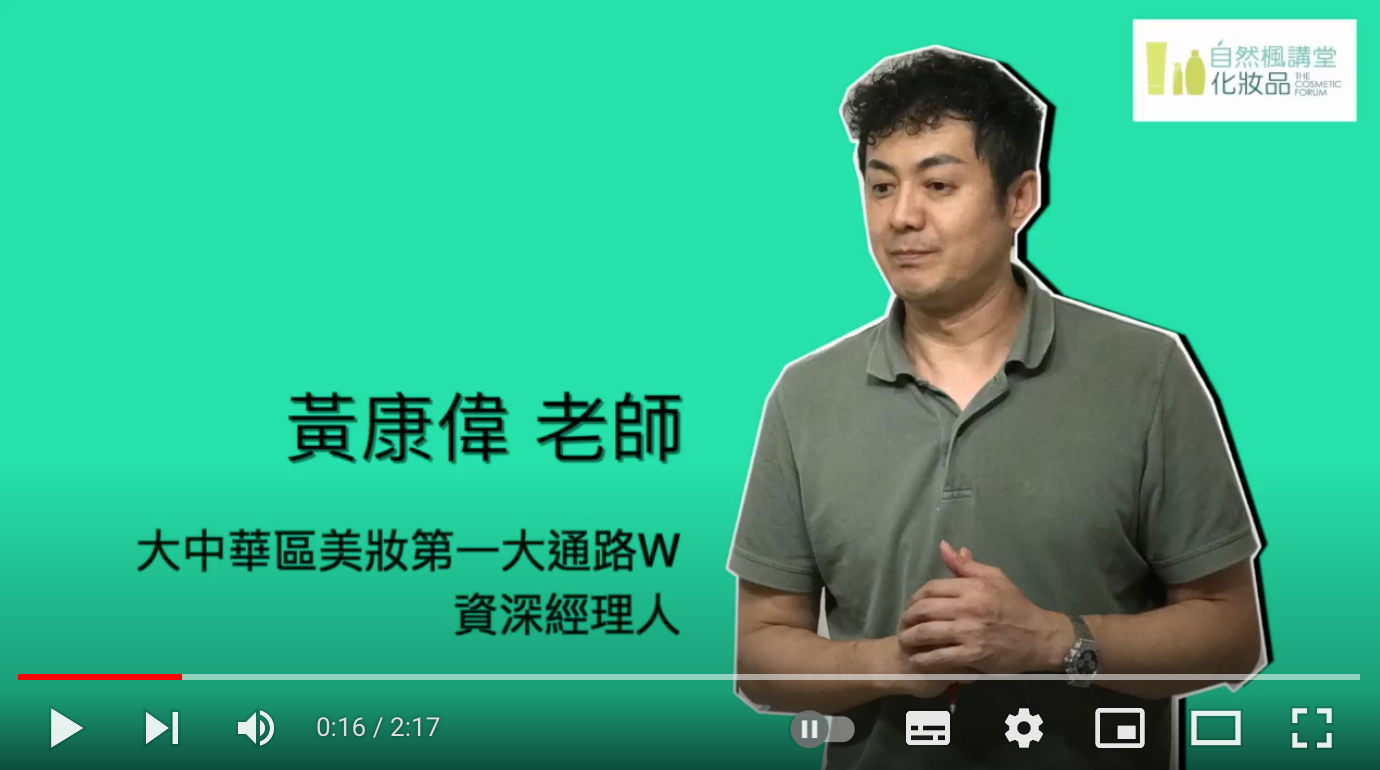 自然楓講堂
化妝品 THE COSMETIC FORUM
黃康偉 老師
大中華區美妝第一大通路W
資深經理人
0:16 / 2:17